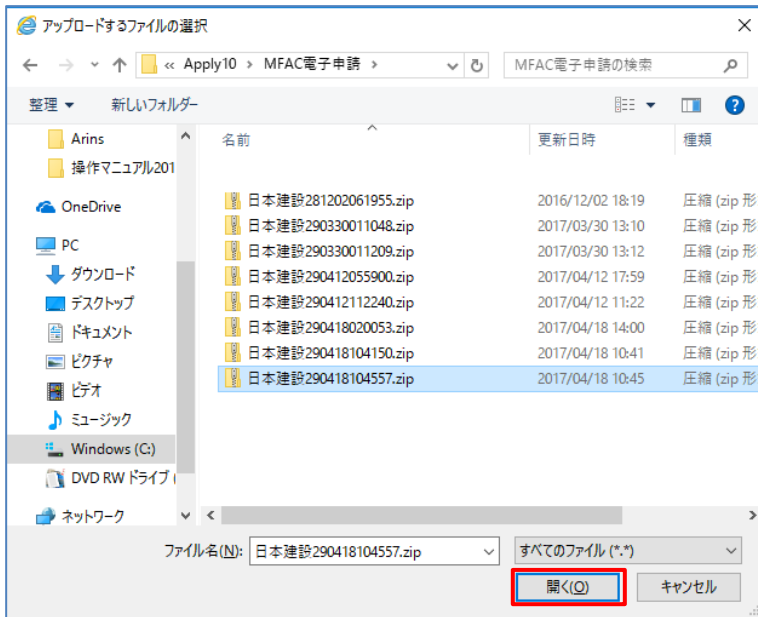 アップロードするファイルの選択
« Apply10 › MFAC電子申請 ›
MFAC電子申請の検索
整理
新しいフォルダー
名前
更新日時
種類
Arins
操作マニュアル201
OneDrive
PC
ダウンロード
デスクトップ
ドキュメント
ピクチャ
ビデオ
ミュージック
Windows (C:)
DVD RW ドライブ (
ネットワーク
日本建設281202061955.zip 2016/12/02 18:19 圧縮 (zip 形
日本建設290330011048.zip 2017/03/30 13:10 圧縮 (zip 形
日本建設290330011209.zip 2017/03/30 13:12 圧縮 (zip 形
日本建設290412055900.zip 2017/04/12 17:59 圧縮 (zip 形
日本建設290412112240.zip 2017/04/12 11:22 圧縮 (zip 形
日本建設290418020053.zip 2017/04/18 14:00 圧縮 (zip 形
日本建設290418104150.zip 2017/04/18 10:41 圧縮 (zip 形
日本建設290418104557.zip 2017/04/18 10:45 圧縮 (zip 形
ファイル名(N): 日本建設290418104557.zip
すべてのファイル (*.*)
開く(O)
キャンセル